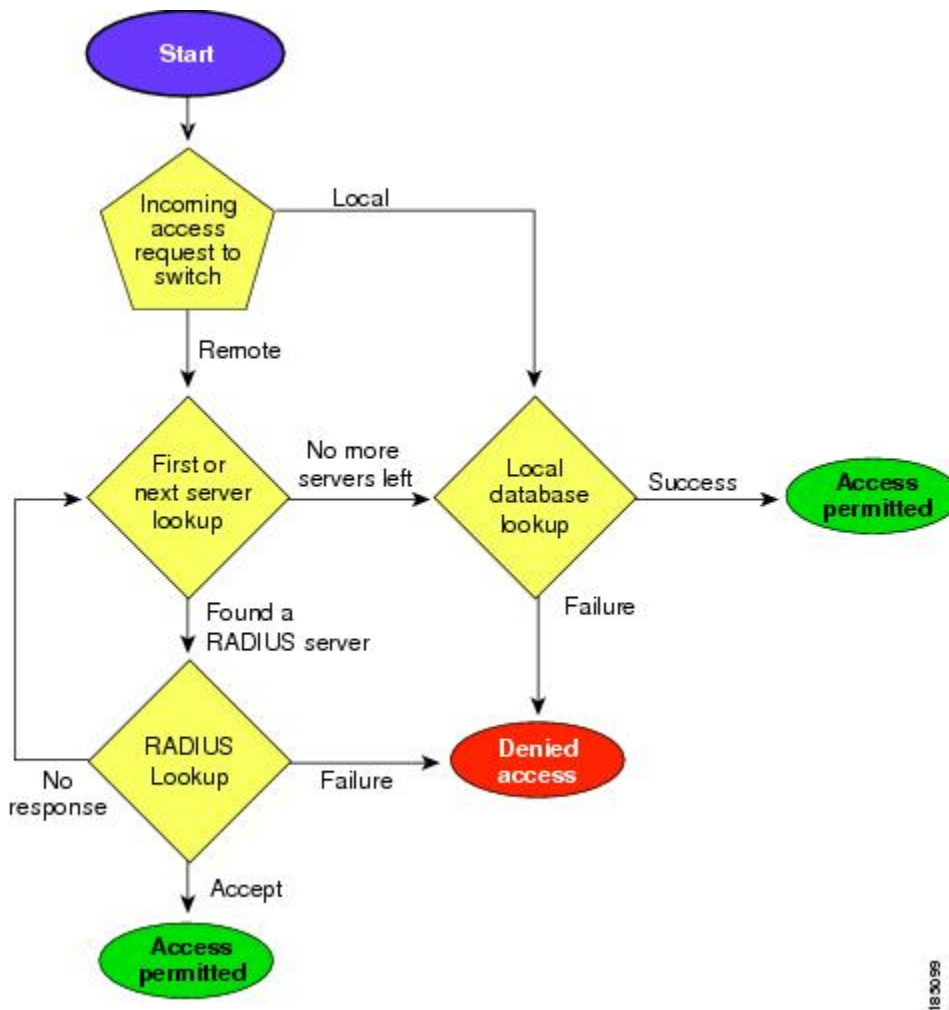 Start
Incoming
access
request to
switch
Local
Remote
First or
next server
lookup
No more
servers left
Local
database
lookup
Success
Access
permitted
Found a
RADIUS server
Failure
RADIUS
Lookup
No
response
Failure
Denied
access
Accept
Access
permitted
185099